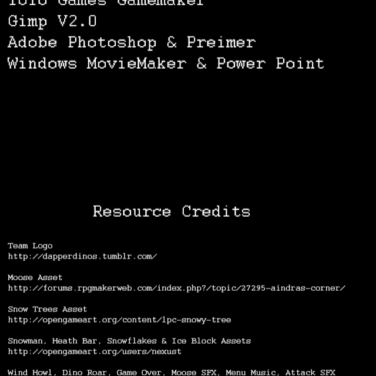 YoYo Games Gamemaker
Gimp V2.0
Adobe Photoshop & Preimer
Windows MovieMaker & Power Point
Resource Credits
Team Logo
http://dapperdinos.tumblr.com/
Moose Asset
http://forums.rpgmakerweb.com/index.php?/topic/27295-aindras-corner/
Snow Trees Asset
http://opengameart.org/content/lpc-snowy-tree
Snowman, Heath Bar, Snowflakes & Ice Block Assets
http://opengameart.org/users/nexust
Wind Howl, Dino Roar, Game Over, Moose SFX, Menu Music, Attack SFX